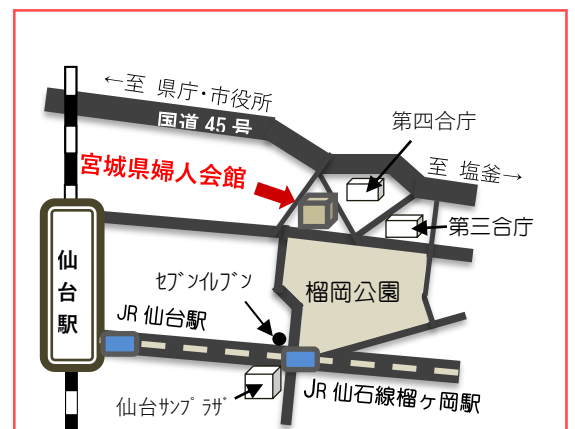 ←至 県庁・市役所
国道 45 号
第四合庁
至 塩釜→
宮城県婦人会館
第三合庁
仙台駅
ｾﾌﾞﾝｲﾚﾌﾞﾝ
榴岡公園
JR 仙台駅
仙台ｻﾝﾌﾟﾗｻﾞ
JR 仙石線榴ヶ岡駅